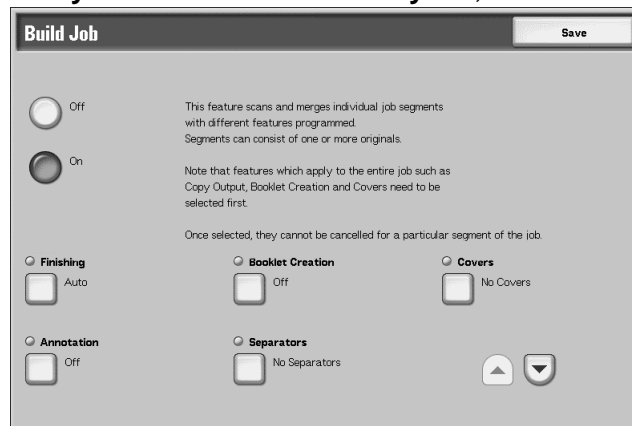 Build Job
Save
Off
This feature scans and merges individual job segments
with different features programmed.
Segments can consist of one or more originals.
On
Note that features which apply to the entire job such as
Copy Output, Booklet Creation and Covers need to be
selected first.
Once selected, they cannot be cancelled for a particular segment of the job.
Finishing
Auto
Booklet Creation
Off
Covers
No Covers
Annotation
Off
Separators
No Separators